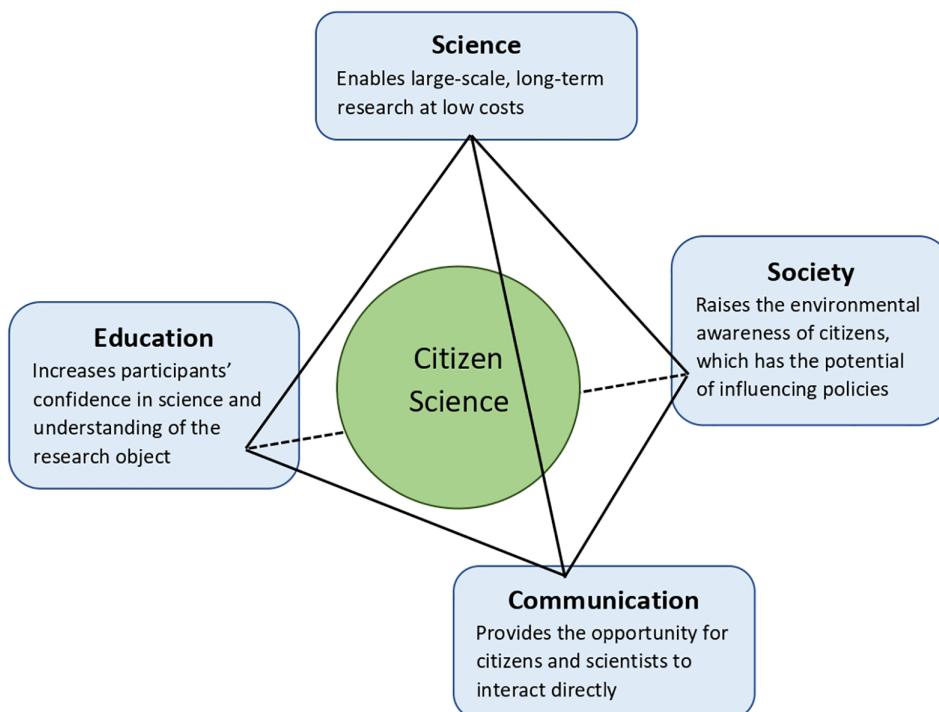 Science
Enables large-scale, long-term
research at low costs
Society
Raises the environmental
awareness of citizens,
which has the potential
of influencing policies
Education
Increases participants’
confidence in science and
understanding of the
research object
Citizen
Science
Communication
Provides the opportunity for
citizens and scientists to
interact directly